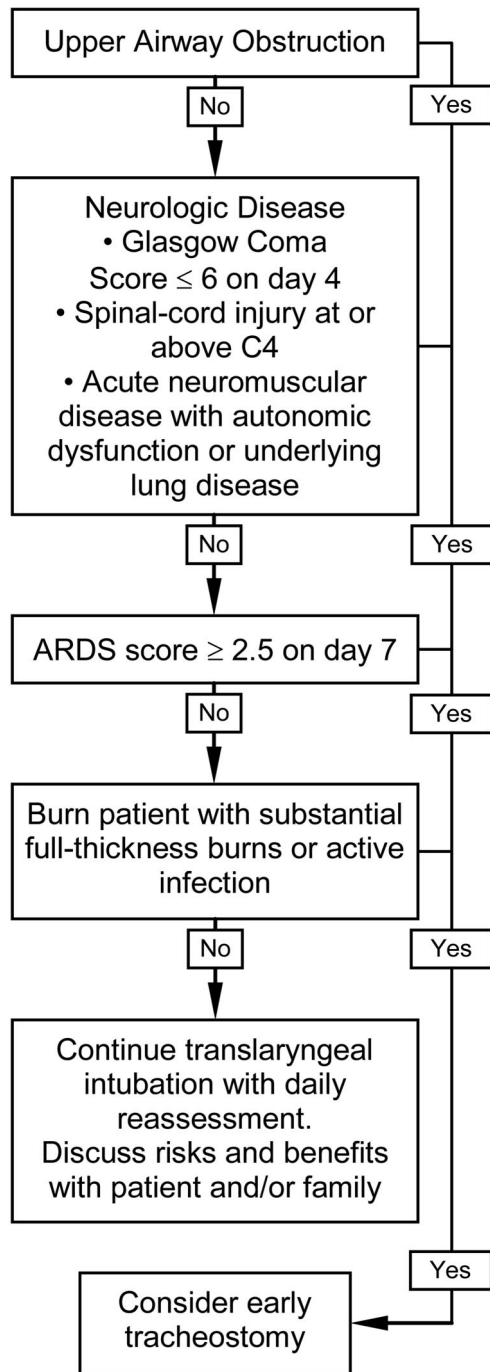 Upper Airway Obstruction
No
Yes
Neurologic Disease
• Glasgow Coma
Score ≤ 6 on day 4
• Spinal-cord injury at or
above C4
• Acute neuromuscular
disease with autonomic
dysfunction or underlying
lung disease
No
Yes
ARDS score ≥ 2.5 on day 7
No
Yes
Burn patient with substantial
full-thickness burns or active
infection
No
Yes
Continue translaryngeal
intubation with daily
reassessment.
Discuss risks and benefits
with patient and/or family
Yes
Consider early
tracheostomy